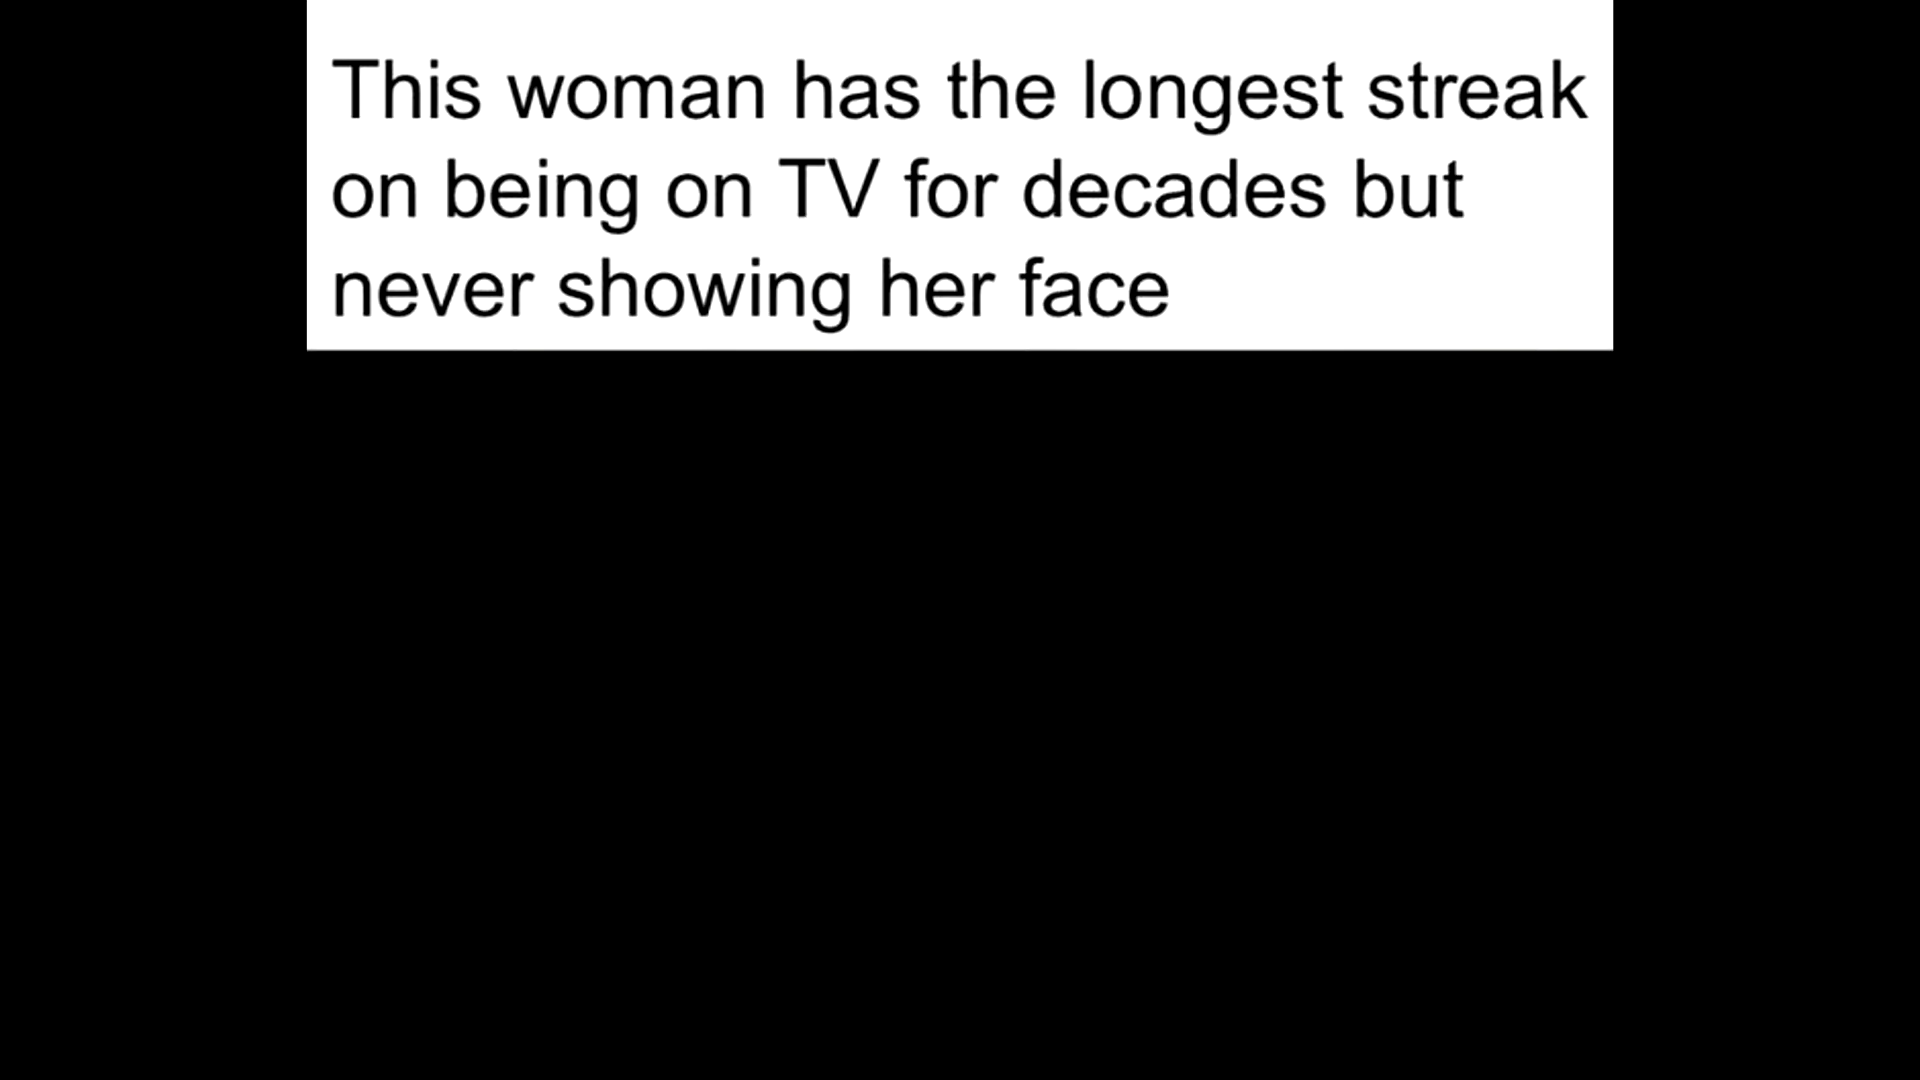 This woman has the longest streak
on being on TV for decades but
never showing her face